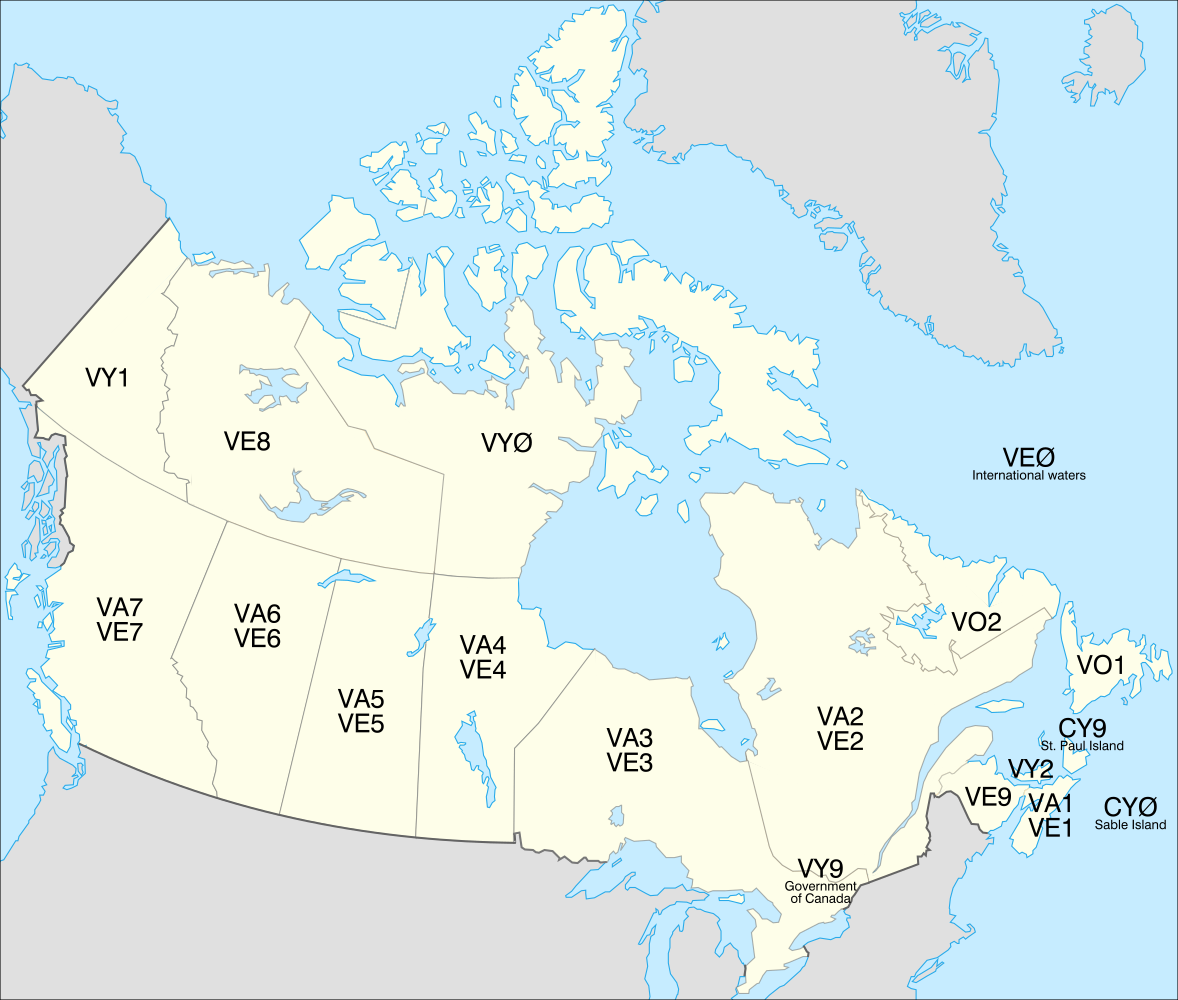 VY1
VE8
VYØ
VEØ
International waters
VA7
VE7
VA6
VE6
VA5
VE5
VA4
VE4
VA3
VE3
VA2
VE2
VO2
VO1
CY9
St. Paul Island
VY2
VE9
VA1
VE1
CYØ
Sable Island
VY9
Government
of Canada